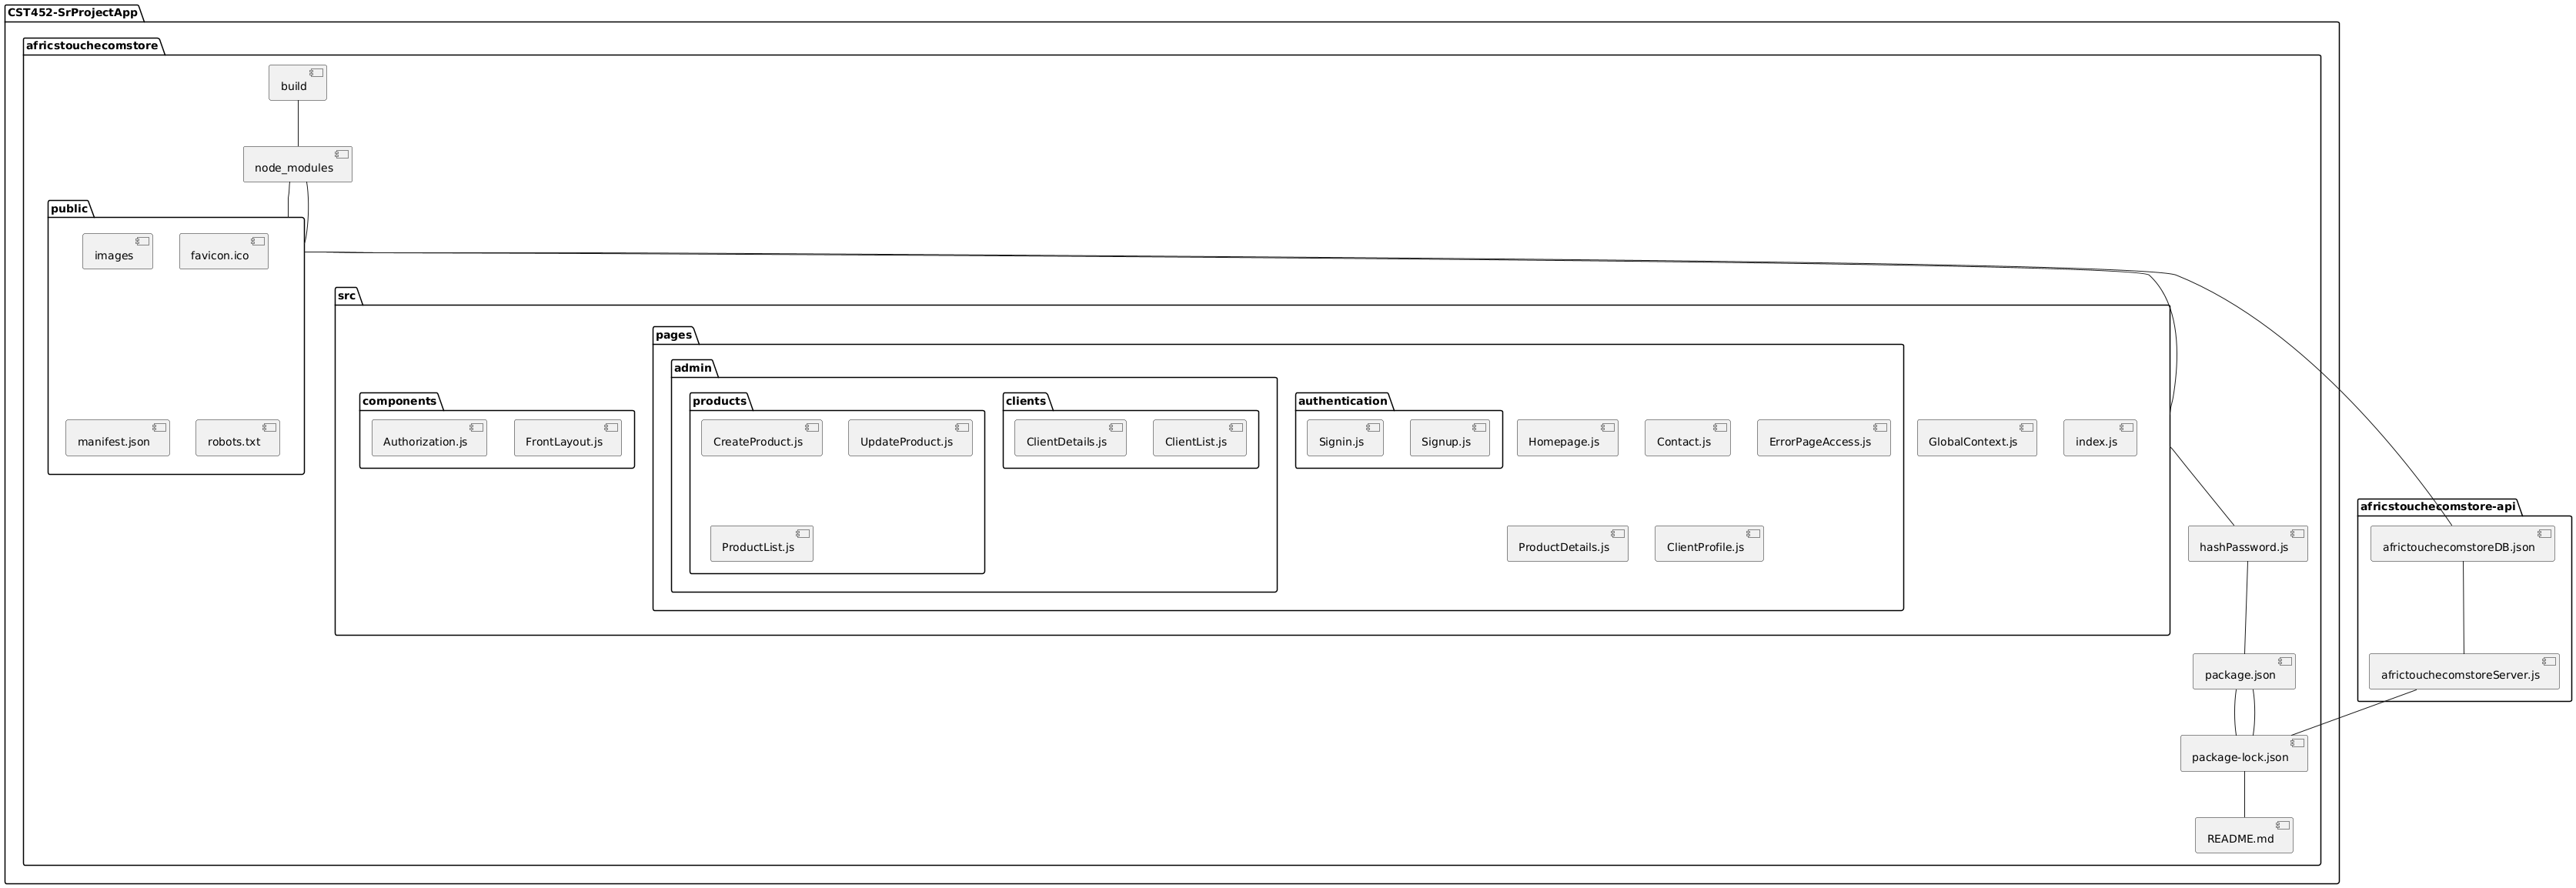 CST452-SrProjectApp
africstouchecomstore
build
node_modules
public
images
favicon.ico
manifest.json
robots.txt
src
components
Authorization.js
FrontLayout.js
pages
admin
products
CreateProduct.js
UpdateProduct.js
ProductList.js
clients
ClientDetails.js
ClientList.js
authentication
Signin.js
Signup.js
Homepage.js
Contact.js
ErrorPageAccess.js
ProductDetails.js
ClientProfile.js
GlobalContext.js
index.js
hashPassword.js
package.json
package-lock.json
README.md
africstouchecomstore-api
africtouchecomstoreDB.json
africtouchecomstoreServer.js